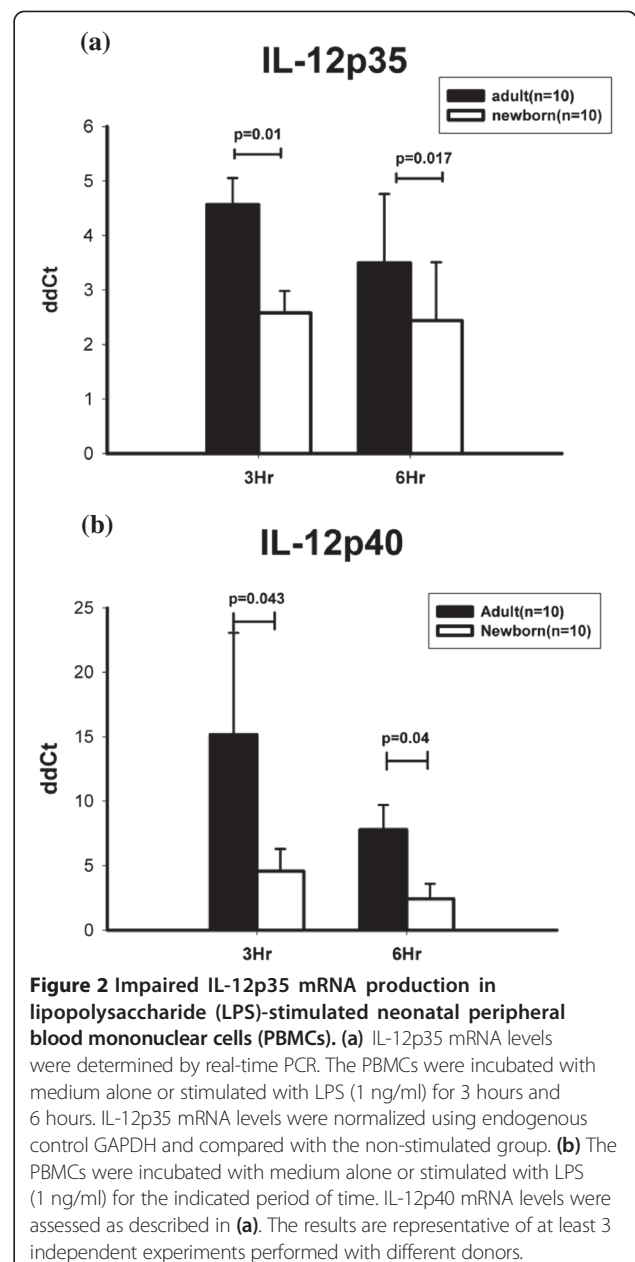 (a)
IL-12p35
adult(n=10)
newborn(n=10)
6
5
4
3
2
1
0
ddCt
p=0.01
p=0.017
3Hr
6Hr
(b)
IL-12p40
Adult(n=10)
Newborn(n=10)
25
20
15
10
5
0
ddCt
p=0.043
p=0.04
3Hr
6Hr
Figure 2 Impaired IL-12p35 mRNA production in
lipopolysaccharide (LPS)-stimulated neonatal peripheral
blood mononuclear cells (PBMCs). (a) IL-12p35 mRNA levels
were determined by real-time PCR. The PBMCs were incubated with
medium alone or stimulated with LPS (1 ng/ml) for 3 hours and
6 hours. IL-12p35 mRNA levels were normalized using endogenous
control GAPDH and compared with the non-stimulated group. (b) The
PBMCs were incubated with medium alone or stimulated with LPS
(1 ng/ml) for the indicated period of time. IL-12p40 mRNA levels were
assessed as described in (a). The results are representative of at least 3
independent experiments performed with different donors.